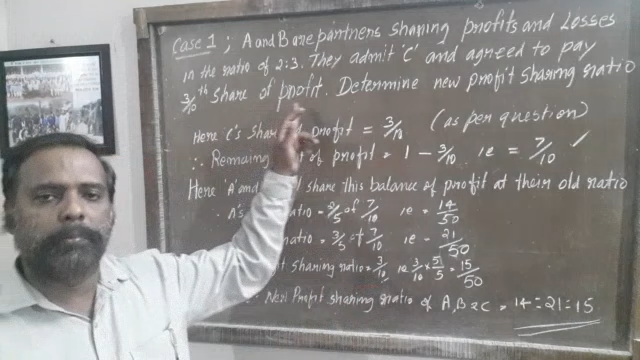 Case 1; A and B are partners sharing profits and Losses
in the ratio of 2:3. They admit 'C' and agreed to pay
3/10th share of profit. Determine new profit sharing ratio
Here C's Shar profit = 3/10 (as per question)
∴ Remaining of profit = 1 - 3/10 ie = 7/10 ✓
Here 'A' and share this balance of profit at their old ratio
A's ratio = 2/5 of 7/10 ie = 14/50
ratio = 3/5 of 7/10 ie = 21/50
Sharing ratio = 3/10 ie 3/10 × 5/5 = 15/50
New Profit sharing ratio of A, B & C = 14:21:15